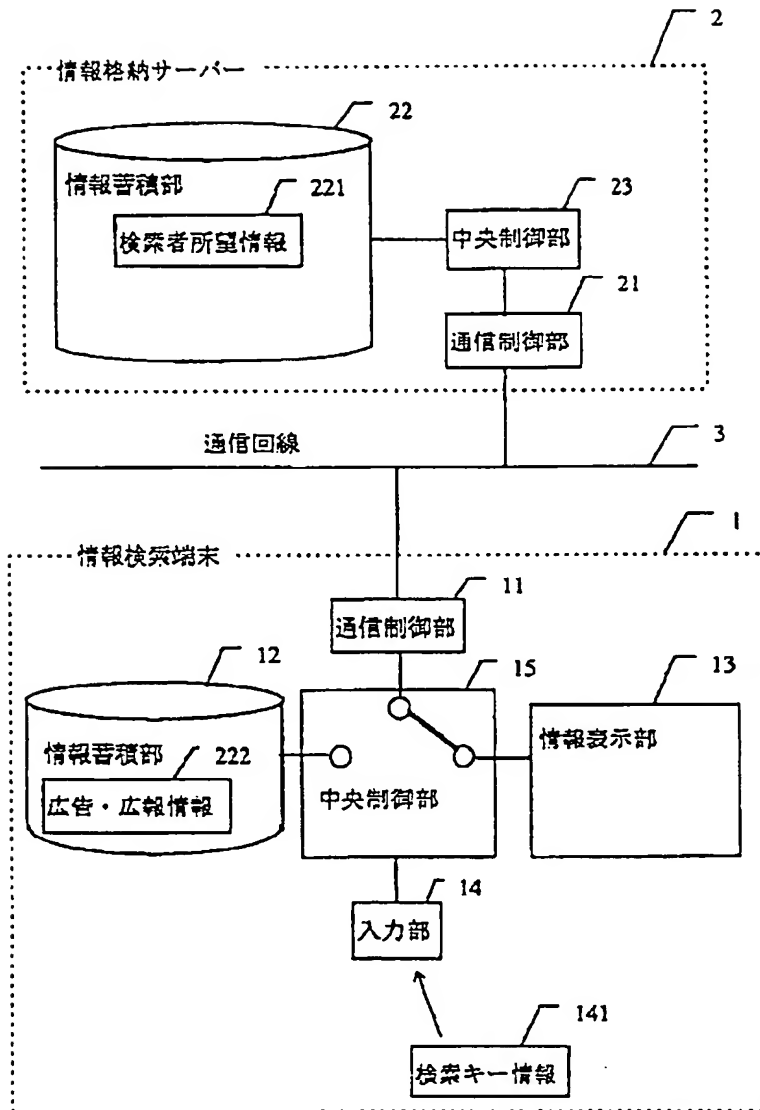 2
情報格納サーバー
22
情報蓄積部
221
検索者所望情報
23
中央制御部
21
通信制御部
通信回線
3
1
情報検索端末
11
通信制御部
12
情報蓄積部
222
広告・広報情報
15
中央制御部
13
情報表示部
14
入力部
141
検索キー情報